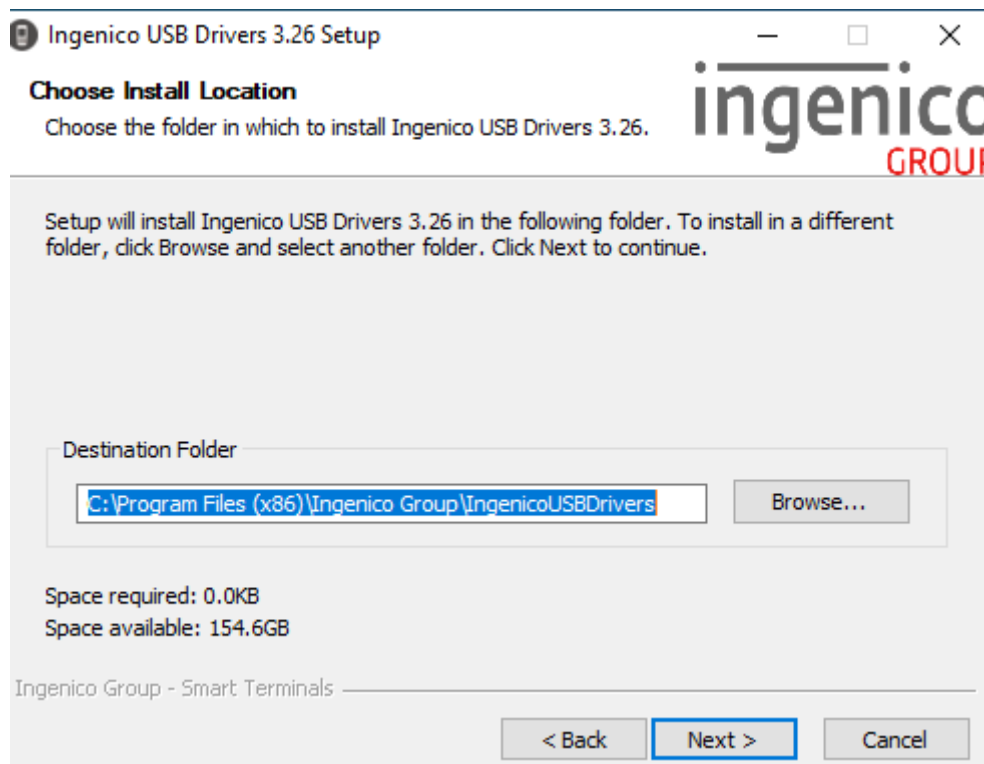 Ingenico USB Drivers 3.26 Setup
Choose Install Location
Choose the folder in which to install Ingenico USB Drivers 3.26.
ingenico
GROUP
Setup will install Ingenico USB Drivers 3.26 in the following folder. To install in a different
folder, click Browse and select another folder. Click Next to continue.
Destination Folder
C:\Program Files (x86)\Ingenico Group\IngenicoUSBDrivers
Browse...
Space required: 0.0KB
Space available: 154.6GB
Ingenico Group - Smart Terminals
< Back
Next >
Cancel